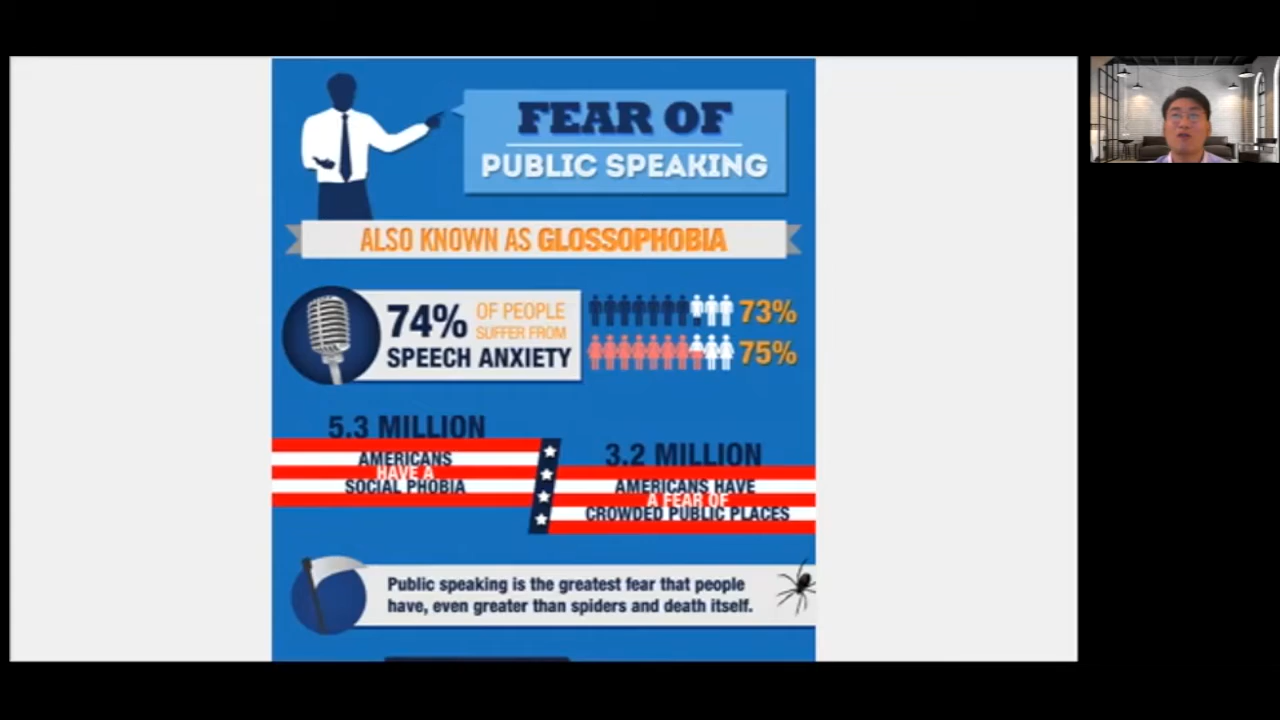 FEAR OF
PUBLIC SPEAKING
ALSO KNOWN AS GLOSSOPHOBIA
74% OF PEOPLE
SUFFER FROM
SPEECH ANXIETY
73%
75%
5.3 MILLION
AMERICANS
HAVE A
SOCIAL PHOBIA
3.2 MILLION
AMERICANS HAVE
A FEAR OF
CROWDED PUBLIC PLACES
Public speaking is the greatest fear that people
have, even greater than spiders and death itself.